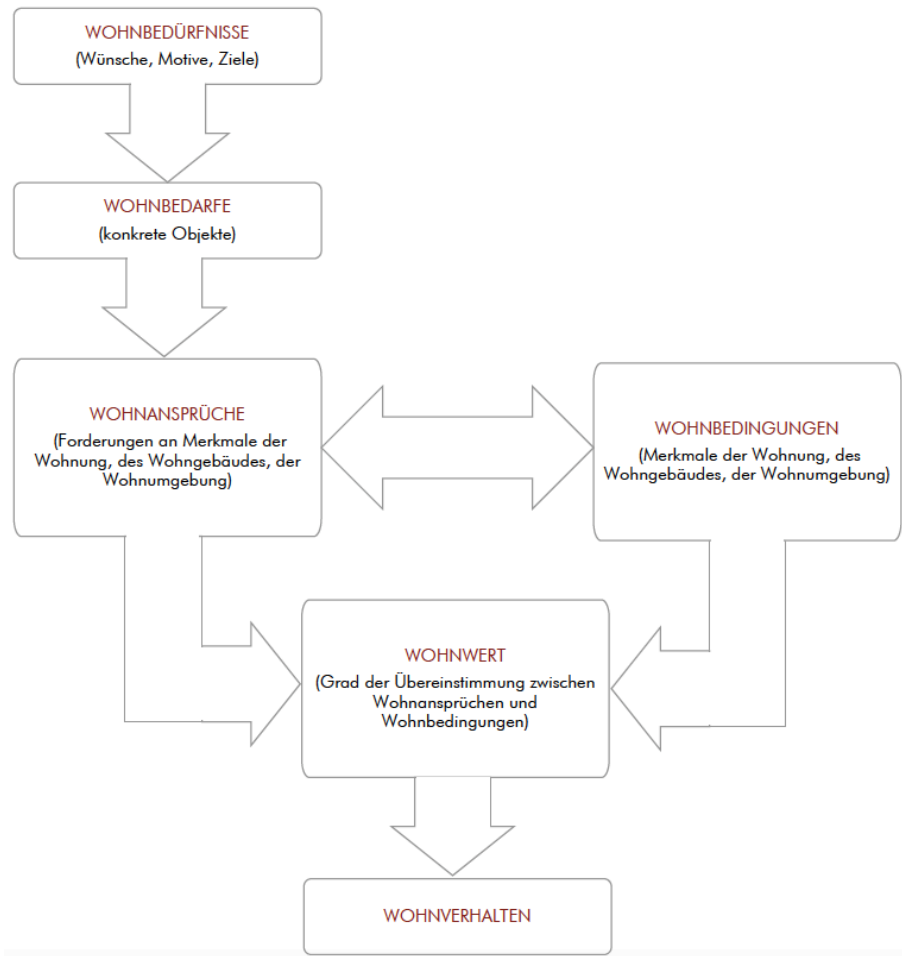 WOHNBEDÜRFNISSE
(Wünsche, Motive, Ziele)
WOHNBEDARFE
(konkrete Objekte)
WOHNANSPRÜCHE
(Forderungen an Merkmale der
Wohnung, des Wohngebäudes, der
Wohnumgebung)
WOHNBEDINGUNGEN
(Merkmale der Wohnung, des
Wohngebäudes, der Wohnumgebung)
WOHNWERT
(Grad der Übereinstimmung zwischen
Wohnansprüchen und
Wohnbedingungen)
WOHNVERHALTEN